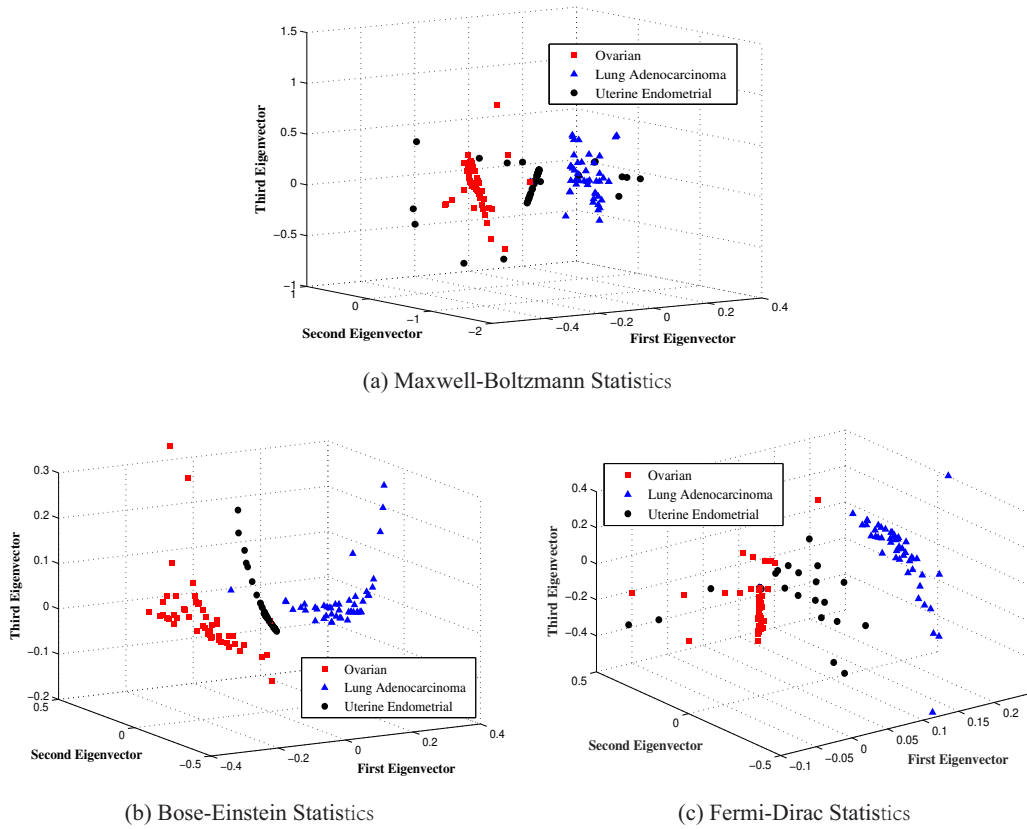 1.5
1
0.5
0
−0.5
−1
Third Eigenvector
Ovarian
Lung Adenocarcinoma
Uterine Endometrial
1
0
−1
−2
Second Eigenvector
−0.4
−0.2
0
0.2
0.4
First Eigenvector
(a) Maxwell-Boltzmann Statistics
0.3
0.2
0.1
0
−0.1
−0.2
Third Eigenvector
Ovarian
Lung Adenocarcinoma
Uterine Endometrial
0.5
0
−0.5
Second Eigenvector
−0.4
−0.2
0
0.2
0.4
First Eigenvector
(b) Bose-Einstein Statistics
0.4
0.2
0
−0.2
−0.4
Third Eigenvector
Ovarian
Lung Adenocarcinoma
Uterine Endometrial
0.5
0
−0.5
Second Eigenvector
−0.1
−0.05
0
0.05
0.1
0.15
0.2
First Eigenvector
(c) Fermi-Dirac Statistics